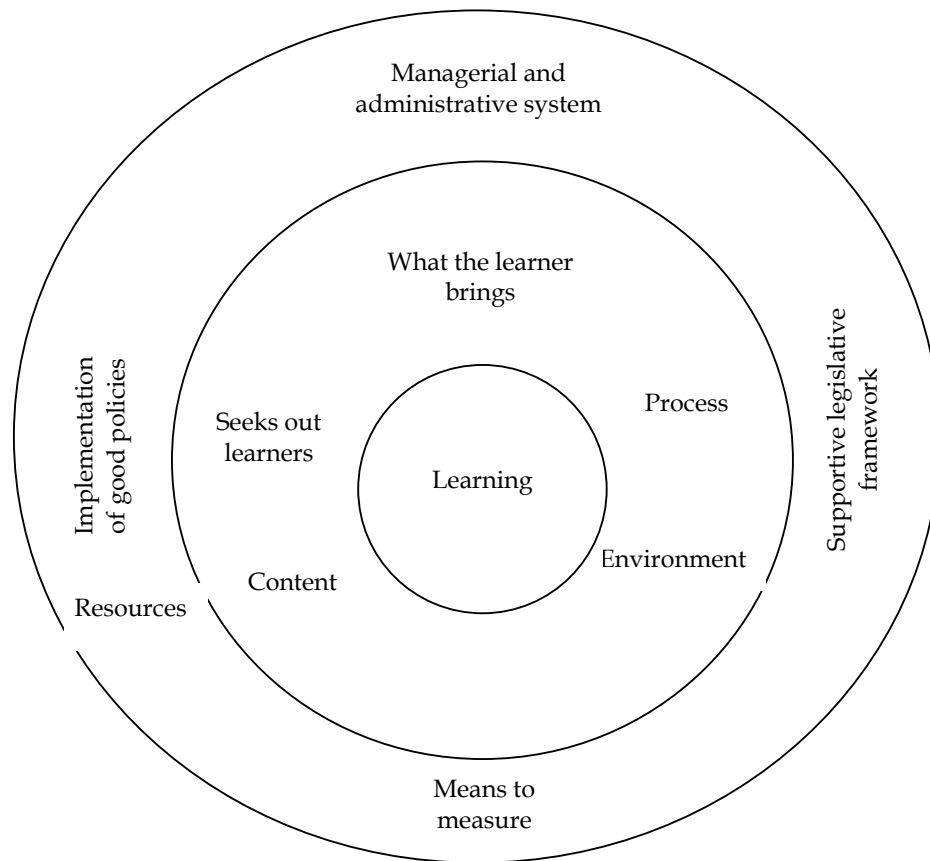 Managerial and
administrative system
What the learner
brings
Supportive legislative
framework
Implementation
of good policies
Process
Seeks out
learners
Learning
Environment
Content
Resources
Means to
measure